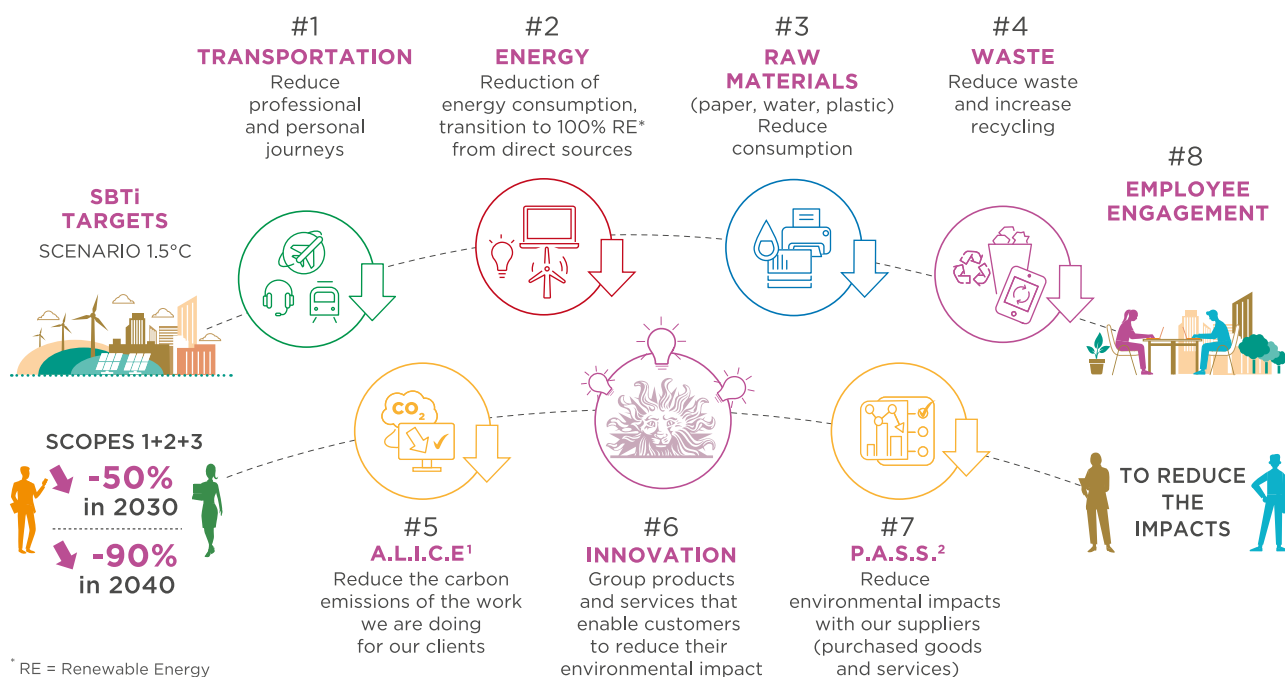 #1
TRANSPORTATION
Reduce
professional
and personal
journeys
#2
ENERGY
Reduction of
energy consumption,
transition to 100% RE*
from direct sources
#3
RAW
MATERIALS
(paper, water, plastic)
Reduce
consumption
#4
WASTE
Reduce waste
and increase
recycling
#8
EMPLOYEE
ENGAGEMENT
SBTi
TARGETS
SCENARIO 1.5°C
CO2
SCOPES 1+2+3
-50%
in 2030
-90%
in 2040
TO REDUCE
THE
IMPACTS
#5
A.L.I.C.E¹
Reduce the carbon
emissions of the work
we are doing
for our clients
#6
INNOVATION
Group products
and services that
enable customers
to reduce their
environmental impact
#7
P.A.S.S.²
Reduce
environmental impacts
with our suppliers
(purchased goods
and services)
* RE = Renewable Energy